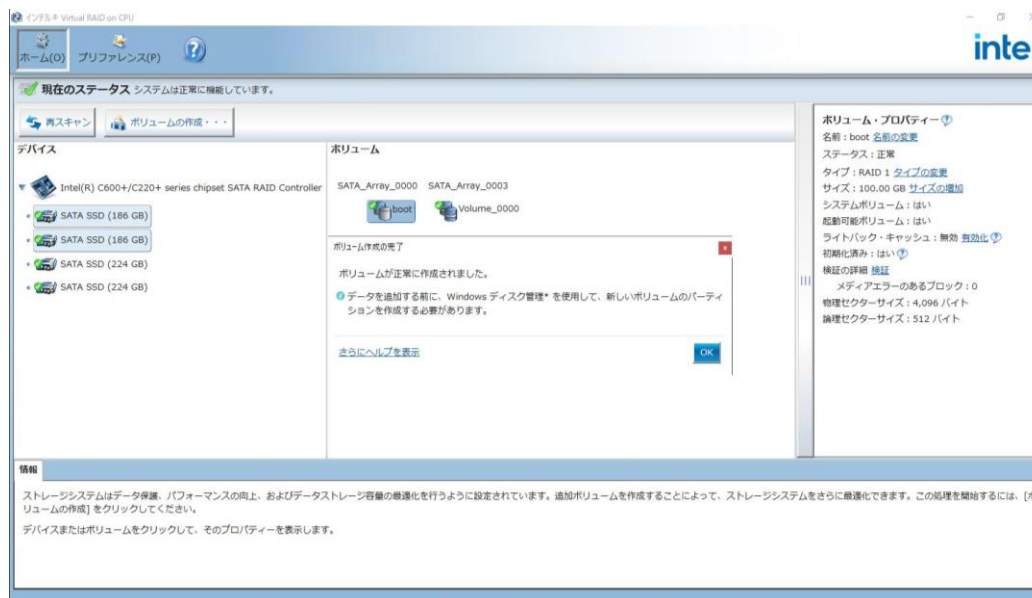 インテル® Virtual RAID on CPU
ホーム(O)
プリファレンス(P)
inte
現在のステータス システムは正常に機能しています。
再スキャン
ボリュームの作成・・・
デバイス
Intel(R) C600+/C220+ series chipset SATA RAID Controller
SATA SSD (186 GB)
SATA SSD (186 GB)
SATA SSD (224 GB)
SATA SSD (224 GB)
ボリューム
SATA_Array_0000 SATA_Array_0003
boot Volume_0000
ボリューム作成の完了
ボリュームが正常に作成されました。
データを追加する前に、Windows ディスク管理* を使用して、新しいボリュームのパーティ
ションを作成する必要があります。
さらにヘルプを表示
OK
ボリューム・プロパティー
名前 : boot 名前の変更
ステータス : 正常
タイプ : RAID 1 タイプの変更
サイズ : 100.00 GB サイズの増加
システムボリューム : はい
起動可能ボリューム : はい
ライトバック・キャッシュ : 無効 有効化
初期化済み : はい
検証の詳細 検証
メディアエラーのあるブロック : 0
物理セクターサイズ : 4,096 バイト
論理セクターサイズ : 512 バイト
情報
ストレージシステムはデータ保護、パフォーマンスの向上、およびデータストレージ容量の最適化を行うように設定されています。追加ボリュームを作成することによって、ストレージシステムをさらに最適化できます。この処理を開始するには、[ボ
リュームの作成] をクリックしてください。
デバイスまたはボリュームをクリックして、そのプロパティーを表示します。